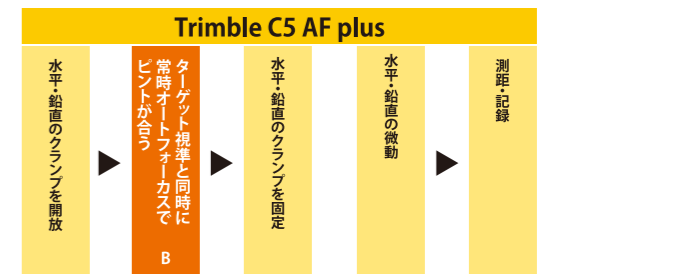 Trimble C5 AF plus
水平・鉛直のクランプを開放
ターゲット視準と同時に
常時オートフォーカスで
ピントが合う
B
水平・鉛直のクランプを固定
水平・鉛直の微動
測距・記録